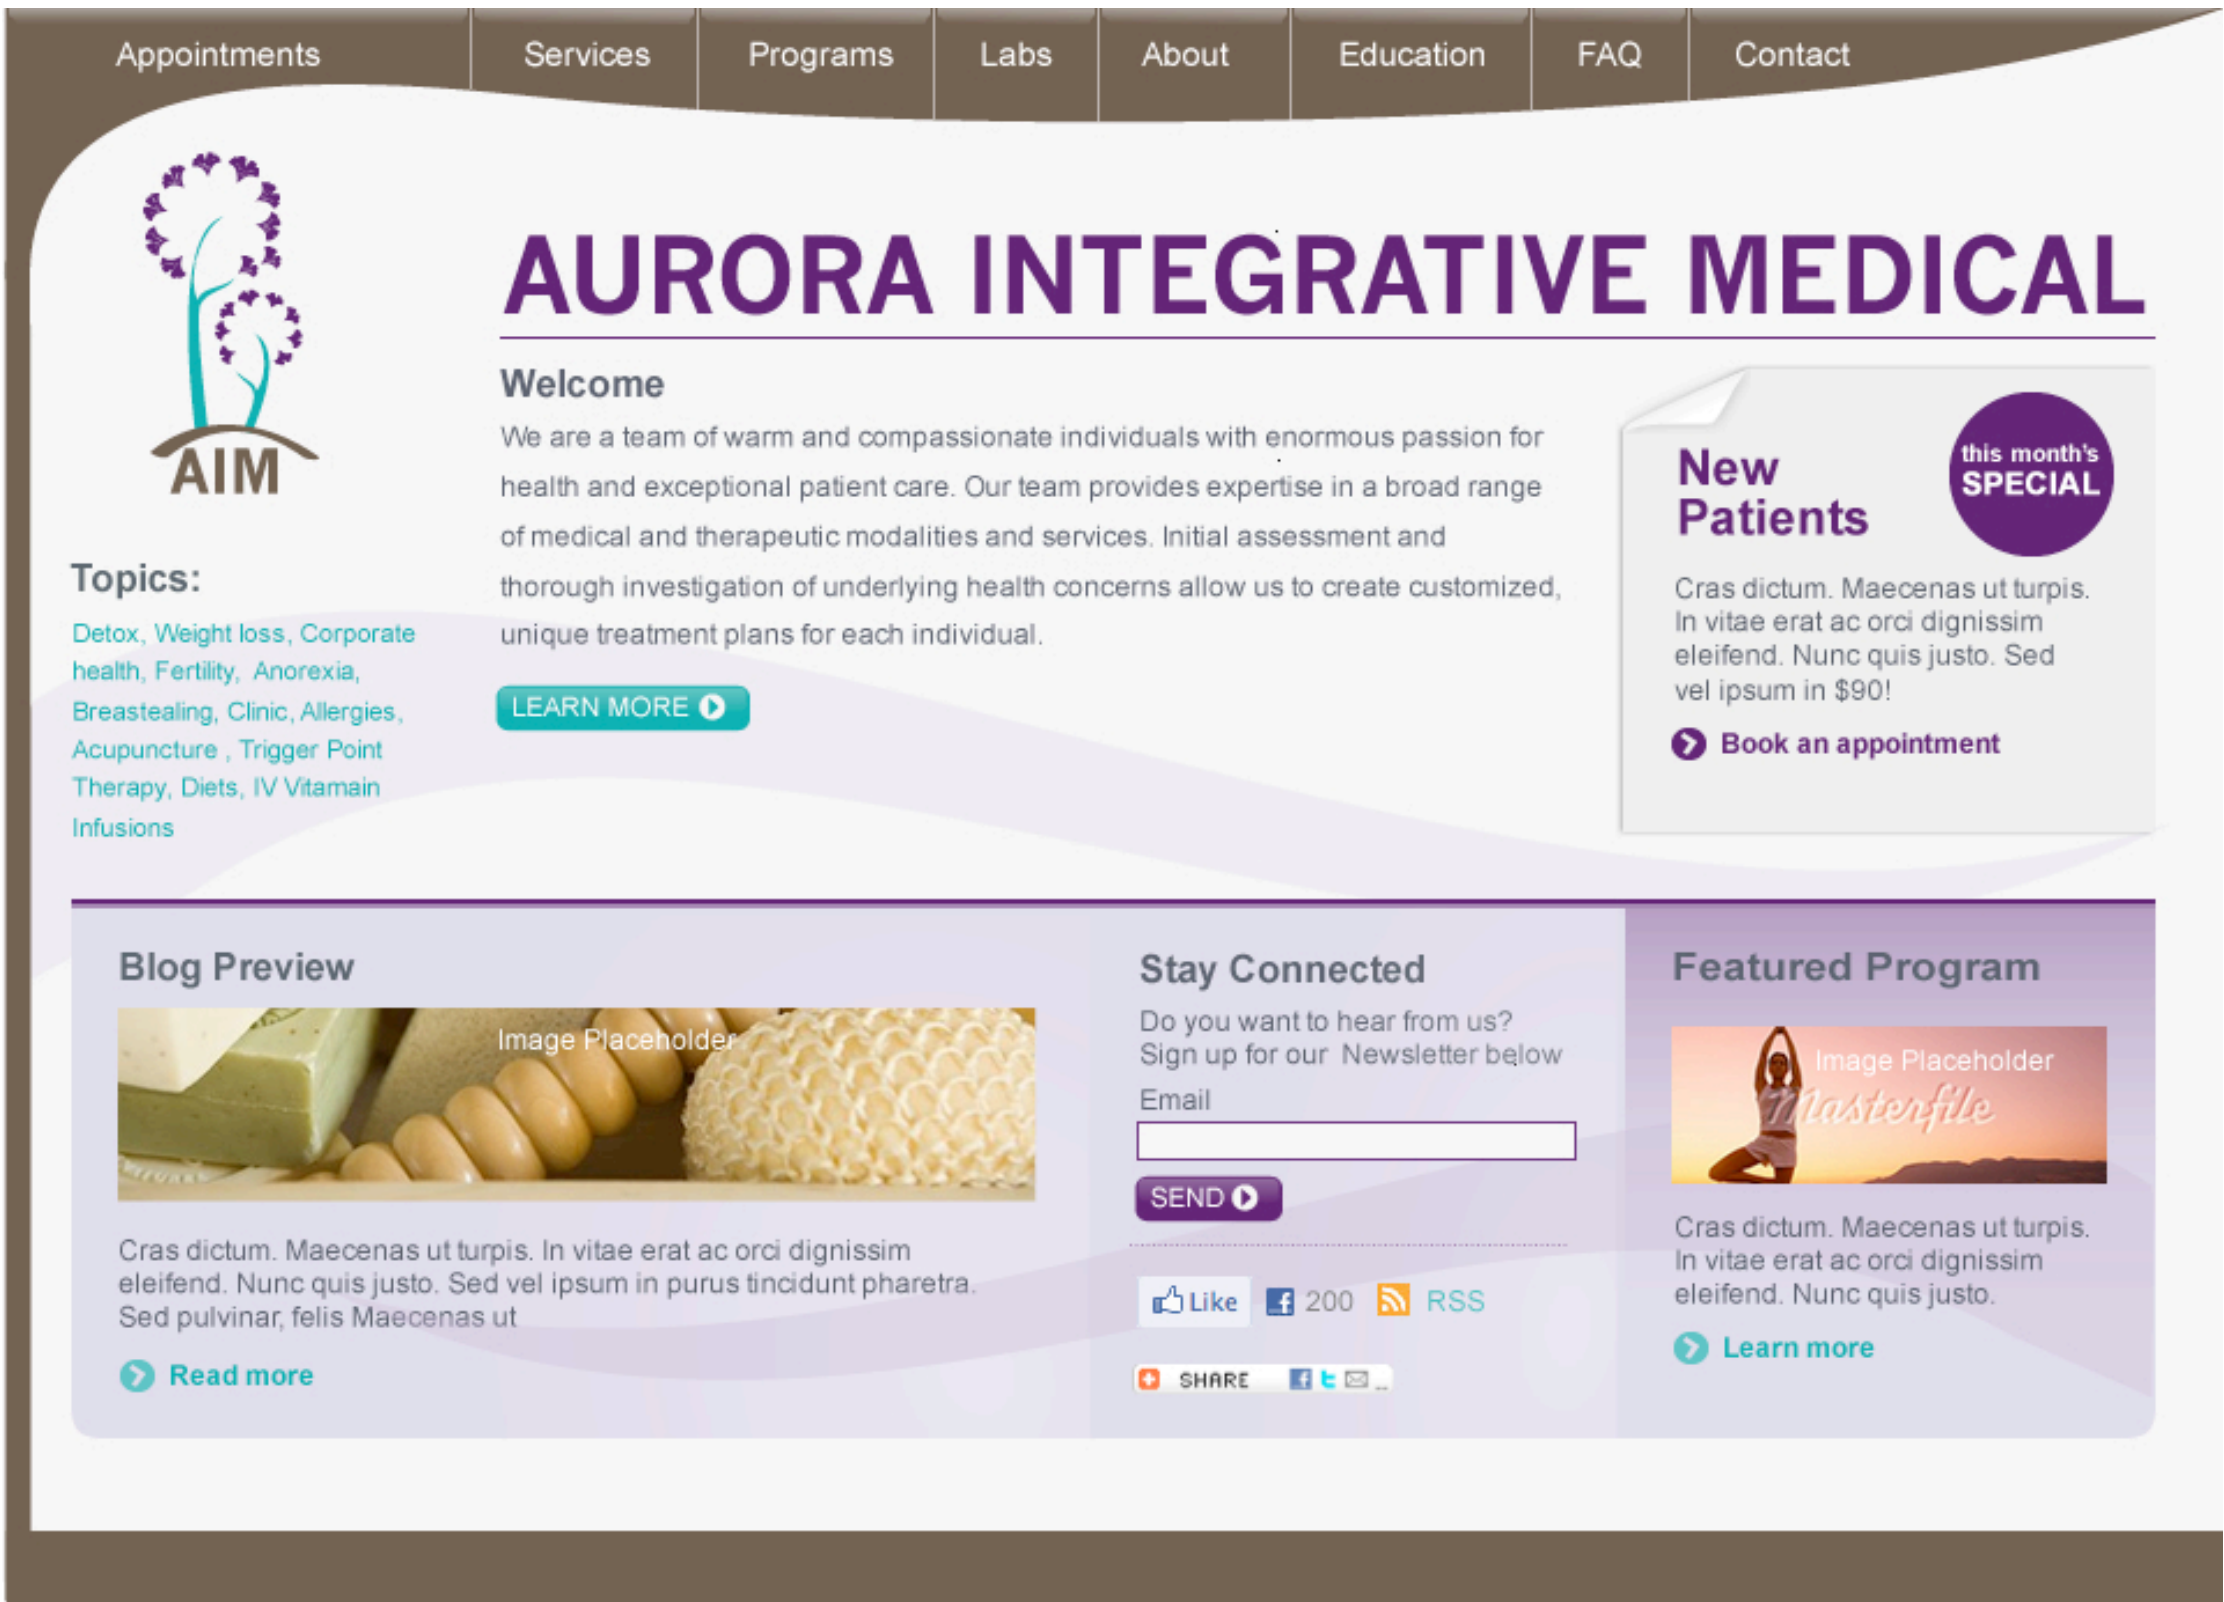 Appointments
Services
Programs
Labs
About
Education
FAQ
Contact
AIM
AURORA INTEGRATIVE MEDICAL
Topics:
Detox, Weight loss, Corporate
health, Fertility, Anorexia,
Breastealing, Clinic, Allergies,
Acupuncture , Trigger Point
Therapy, Diets, IV Vitamain
Infusions
Welcome
We are a team of warm and compassionate individuals with enormous passion for
health and exceptional patient care. Our team provides expertise in a broad range
of medical and therapeutic modalities and services. Initial assessment and
thorough investigation of underlying health concerns allow us to create customized,
unique treatment plans for each individual.
LEARN MORE
New
Patients
this month's
SPECIAL
Cras dictum. Maecenas ut turpis.
In vitae erat ac orci dignissim
eleifend. Nunc quis justo. Sed
vel ipsum in $90!
Book an appointment
Blog Preview
Image Placeholder
Cras dictum. Maecenas ut turpis. In vitae erat ac orci dignissim
eleifend. Nunc quis justo. Sed vel ipsum in purus tincidunt pharetra.
Sed pulvinar, felis Maecenas ut
Read more
Stay Connected
Do you want to hear from us?
Sign up for our Newsletter below
Email
SEND
Like
200
RSS
SHARE
Featured Program
Image Placeholder
Masterfile
Cras dictum. Maecenas ut turpis.
In vitae erat ac orci dignissim
eleifend. Nunc quis justo.
Learn more